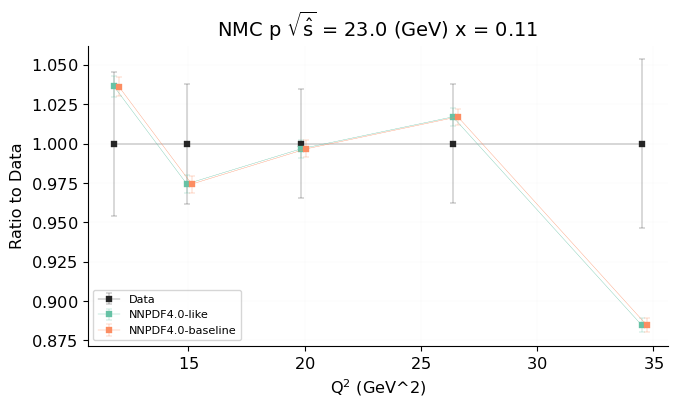 NMC p √ŝ = 23.0 (GeV) x = 0.11
Ratio to Data
1.050
1.025
1.000
0.975
0.950
0.925
0.900
0.875
Data
NNPDF4.0-like
NNPDF4.0-baseline
15 20 25 30 35
Q² (GeV^2)